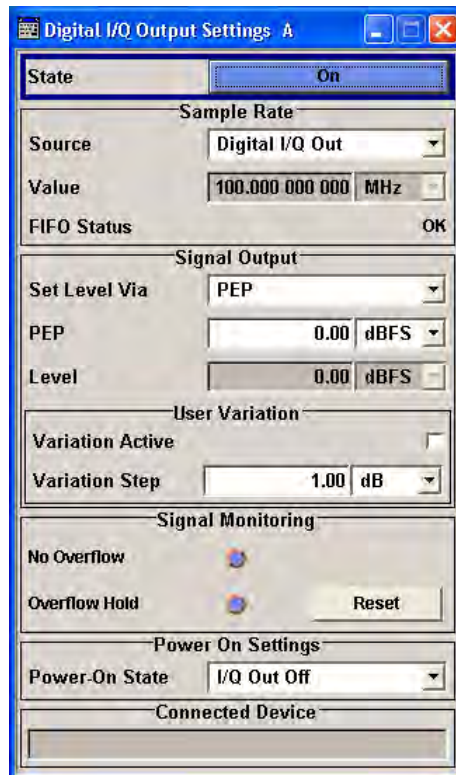 Digital I/Q Output Settings A
State On
Sample Rate
Source Digital I/Q Out
Value 100.000 000 000 MHz
FIFO Status OK
Signal Output
Set Level Via PEP
PEP 0.00 dBFS
Level 0.00 dBFS
User Variation
Variation Active
Variation Step 1.00 dB
Signal Monitoring
No Overflow
Overflow Hold Reset
Power On Settings
Power-On State I/Q Out Off
Connected Device